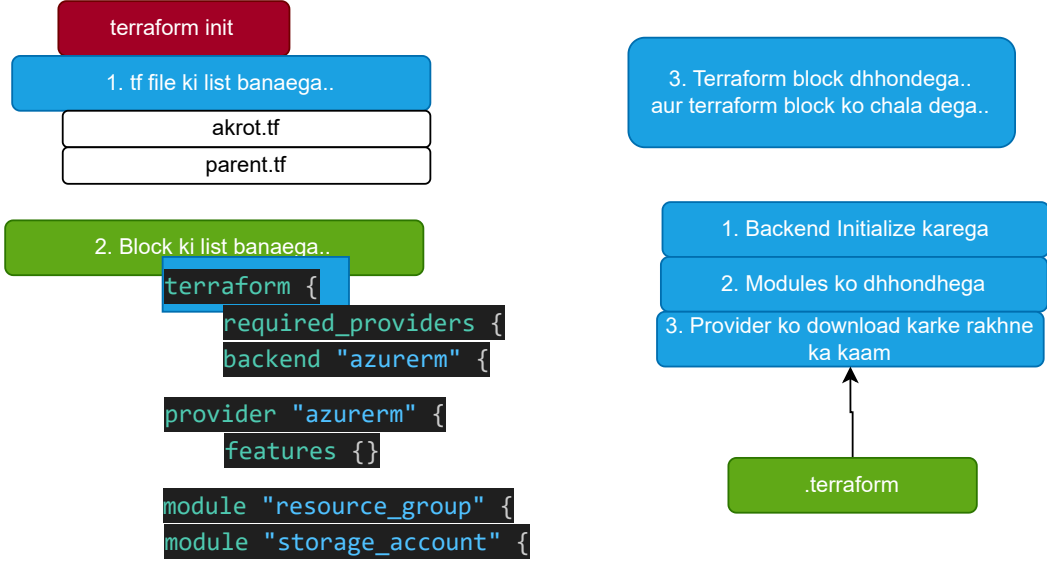 terraform init
1. tf file ki list banaega..
akrot.tf
parent.tf
2. Block ki list banaega..
terraform {
required_providers {
backend "azurerm" {
provider "azurerm" {
features {}
module "resource_group" {
module "storage_account" {
3. Terraform block dhhondega..
aur terraform block ko chala dega..
1. Backend Initialize karega
2. Modules ko dhhondhega
3. Provider ko download karke rakhne
ka kaam
.terraform